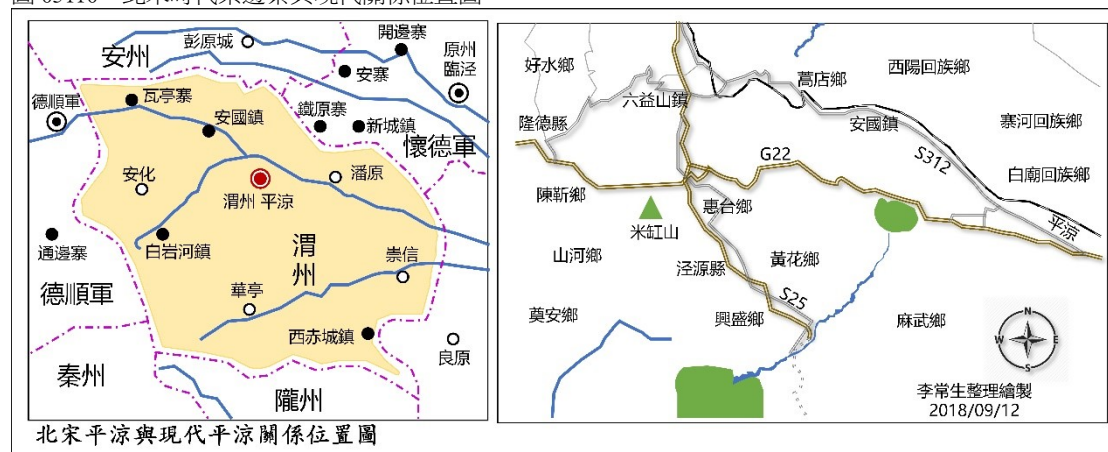 彭原城
開邊寨
安州
安寨
原州
臨涇
德順軍
瓦亭寨
安國鎮
鐵原寨
新城鎮
懷德軍
安化
潘原
渭州 平涼
通邊寨
白岩河鎮
渭州
崇信
德順軍
華亭
西赤城鎮
良原
秦州
隴州
北宋平涼與現代平涼關係位置圖
好水鄉
六益山鎮
蒿店鄉
西陽回族鄉
隆德縣
安國鎮
寨河回族鄉
S312
G22
白廟回族鄉
陳靳鄉
惠台鄉
米缸山
平涼
山河鄉
泾源縣
黃花鄉
S25
奠安鄉
興盛鄉
麻武鄉
N
W
E
S
李常生整理繪製
2018/09/12